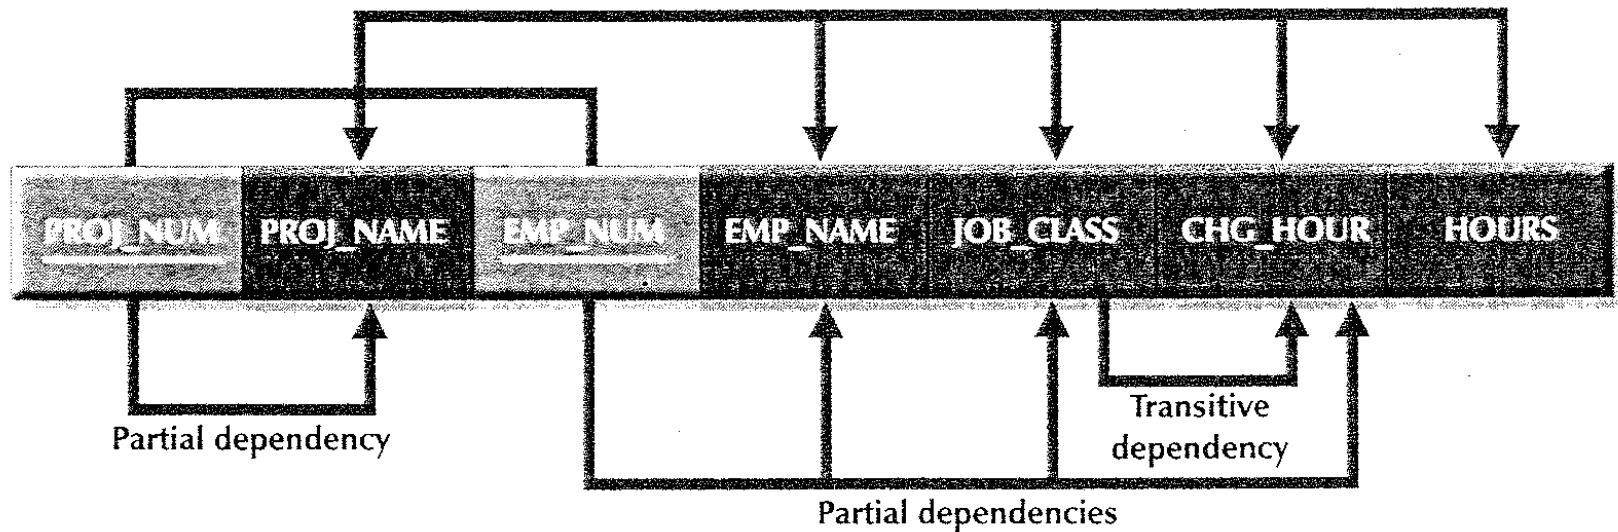 PROJ_NUM PROJ_NAME EMP_NUM EMP_NAME JOB_CLASS CHG_HOUR HOURS
Partial dependency
Transitive
dependency
Partial dependencies